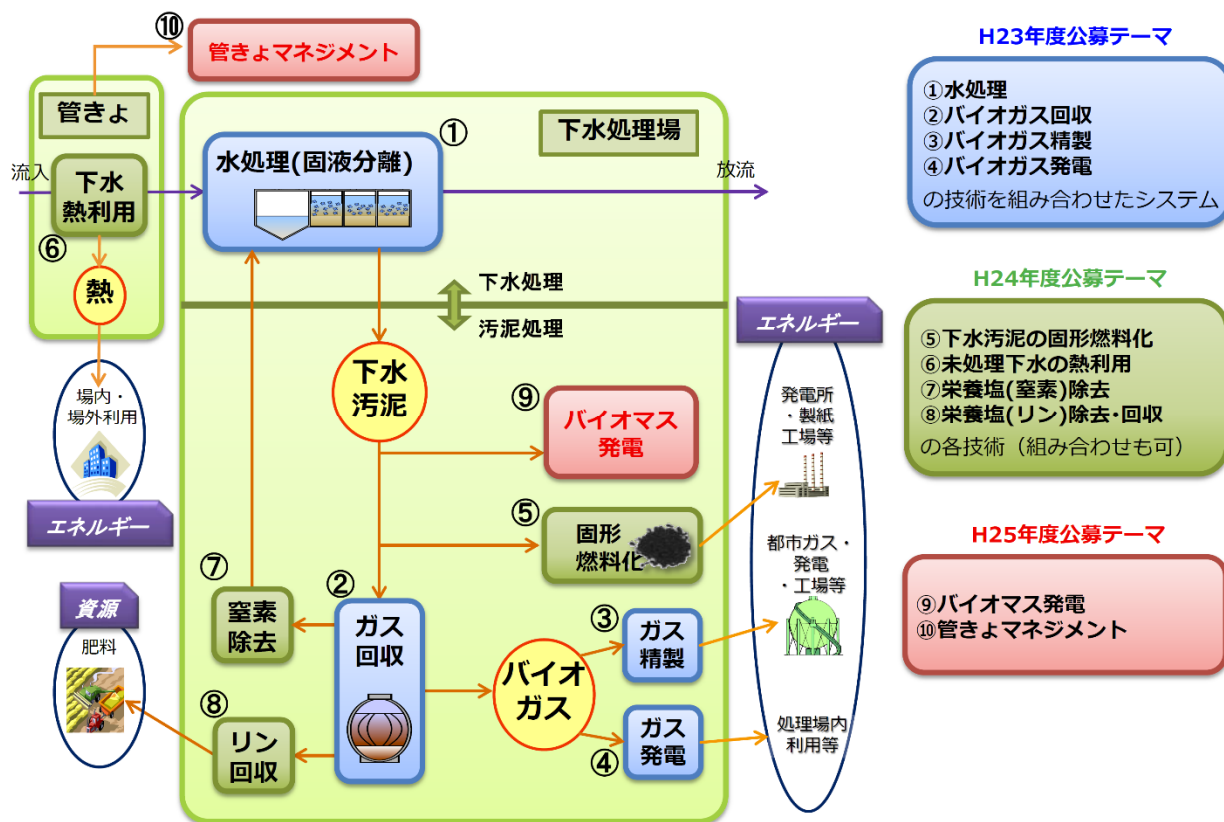 ⑩
管きょマネジメント
管きょ
流入
下水
熱利用
⑥
熱
場内・
場外利用
エネルギー
資源
肥料
下水処理場
①
水処理(固液分離)
放流
下水処理
汚泥処理
下水
汚泥
⑨
バイオマス
発電
⑤
固形
燃料化
⑦
窒素
除去
②
ガス
回収
⑧
リン
回収
バイオ
ガス
③
ガス
精製
④
ガス
発電
エネルギー
発電所
・製紙
工場等
都市ガス・
発電
・工場等
処理場内
利用等
H23年度公募テーマ
①水処理
②バイオガス回収
③バイオガス精製
④バイオガス発電
の技術を組み合わせたシステム
H24年度公募テーマ
⑤下水汚泥の固形燃料化
⑥未処理下水の熱利用
⑦栄養塩(窒素)除去
⑧栄養塩(リン)除去・回収
の各技術（組み合わせも可）
H25年度公募テーマ
⑨バイオマス発電
⑩管きょマネジメント